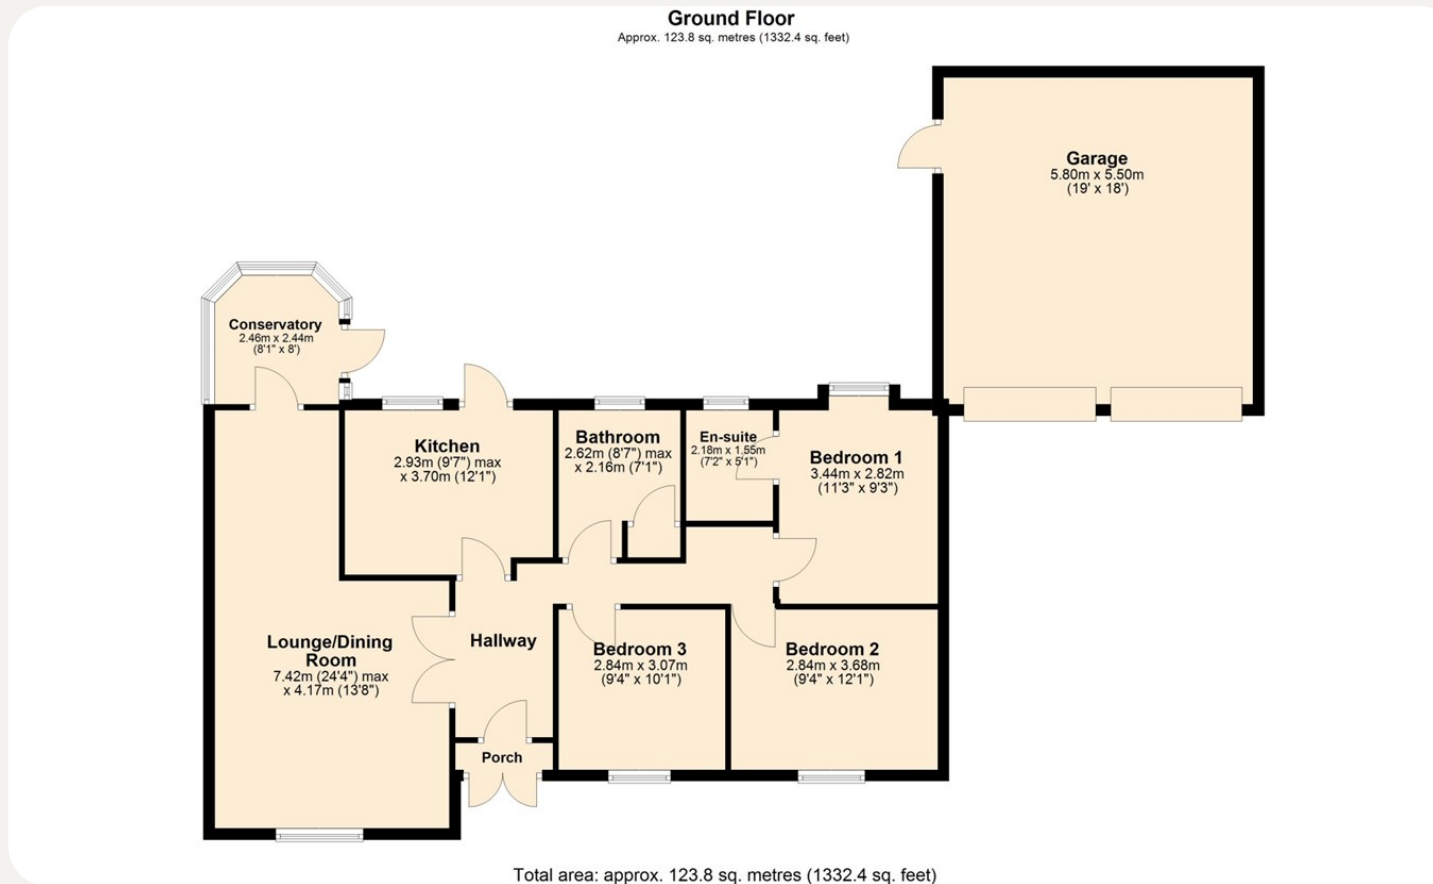 Ground Floor
Approx. 123.8 sq. metres (1332.4 sq. feet)
Garage
5.80m x 5.50m
(19' x 18')
Conservatory
2.46m x 2.44m
(8'1" x 8')
Kitchen
2.93m (9'7") max
x 3.70m (12'1")
Bathroom
2.62m (8'7") max
x 2.16m (7'1")
En-suite
2.18m x 1.55m
(7'2" x 5'1")
Bedroom 1
3.44m x 2.82m
(11'3" x 9'3")
Lounge/Dining
Room
7.42m (24'4") max
x 4.17m (13'8")
Hallway
Bedroom 3
2.84m x 3.07m
(9'4" x 10'1")
Bedroom 2
2.84m x 3.68m
(9'4" x 12'1")
Porch
Total area: approx. 123.8 sq. metres (1332.4 sq. feet)